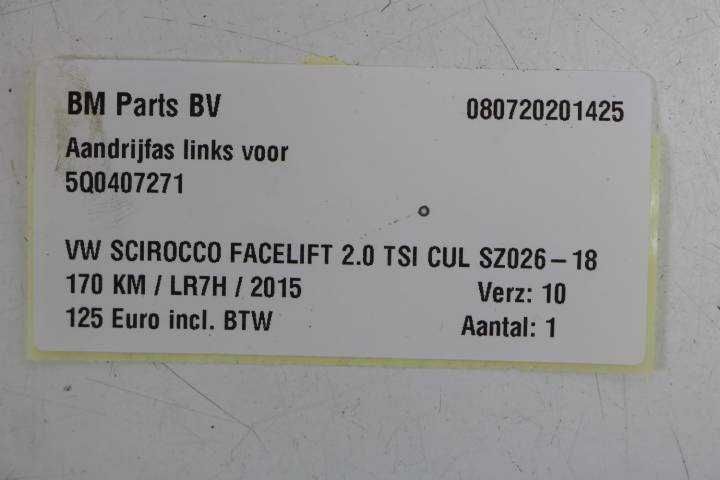 BM Parts BV 080720201425
Aandrijfas links voor
5Q0407271
VW SCIROCCO FACELIFT 2.0 TSI CUL SZ026-18
170 KM / LR7H / 2015 Verz: 10
125 Euro incl. BTW Aantal: 1